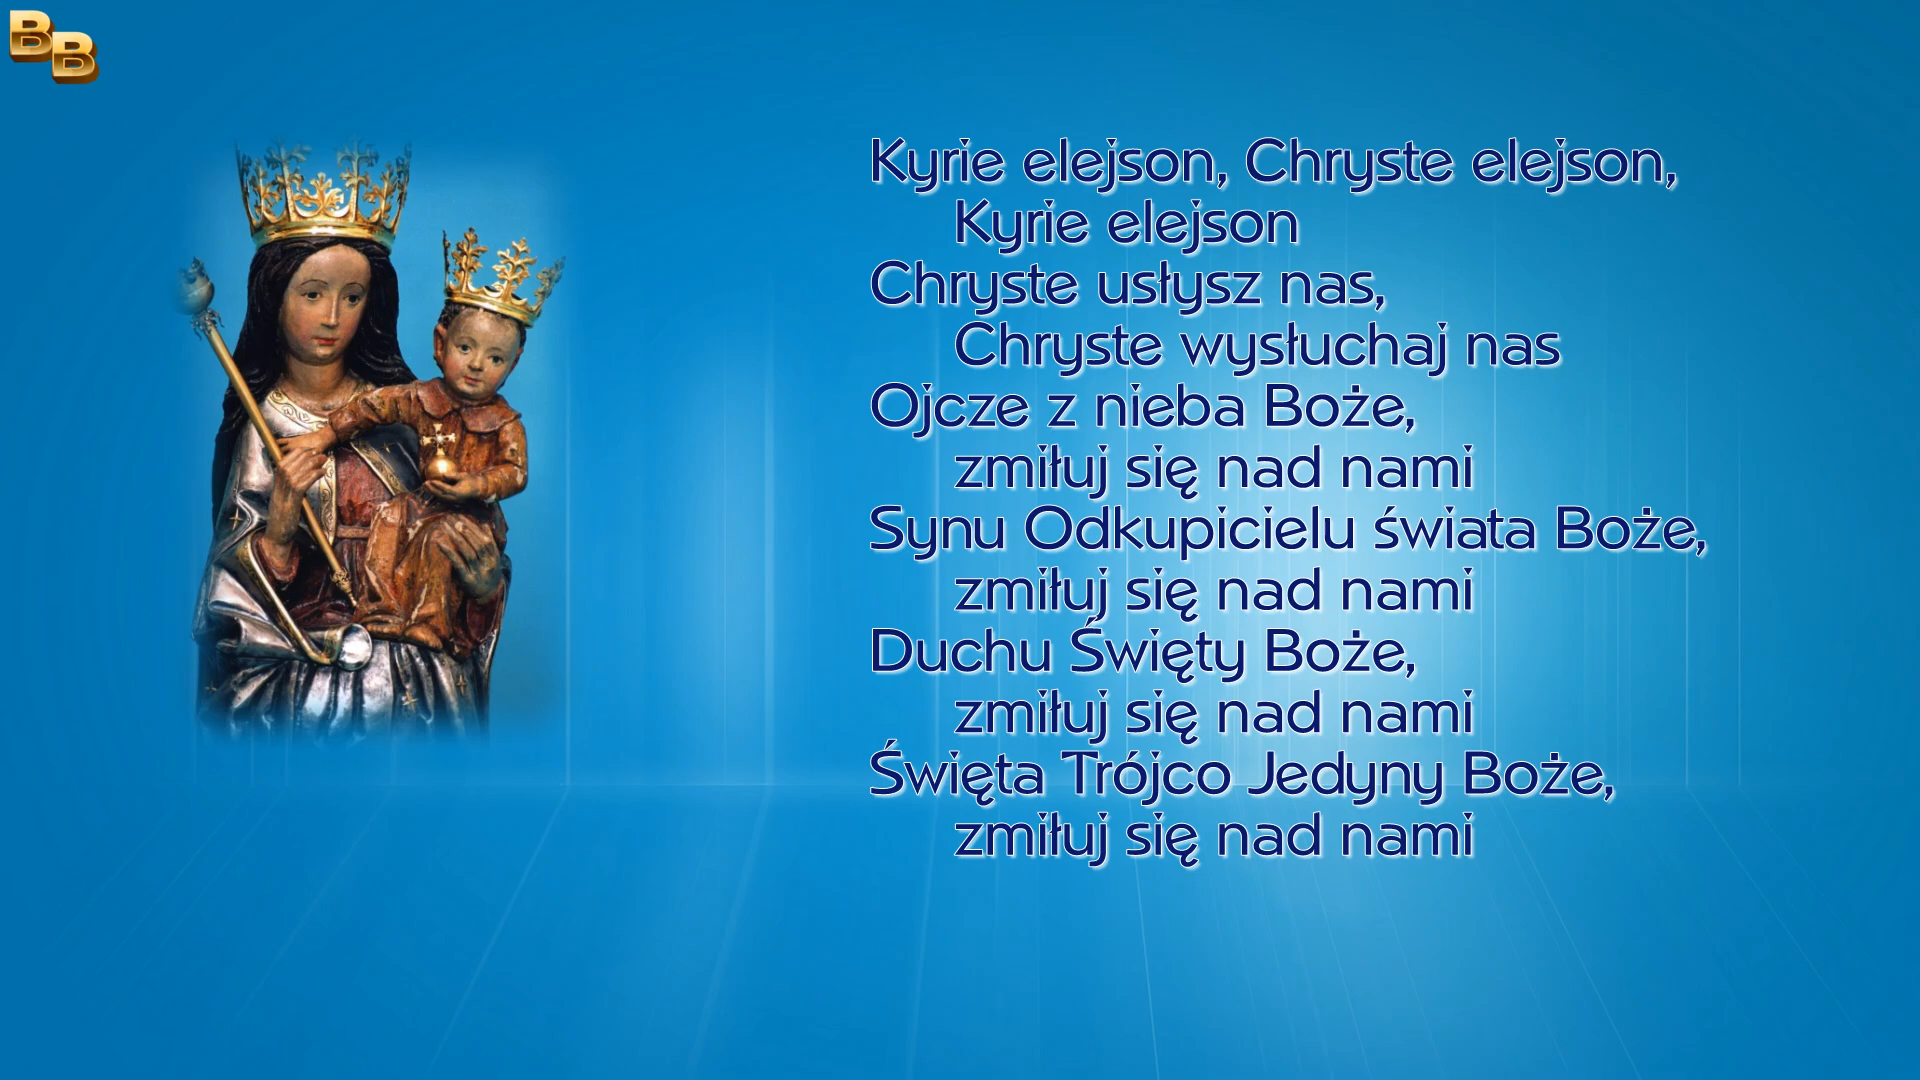 BB
Kyrie elejson, Chryste elejson,
Kyrie elejson
Chryste usłysz nas,
Chryste wysłuchaj nas
Ojcze z nieba Boże,
zmiłuj się nad nami
Synu Odkupicielu świata Boże,
zmiłuj się nad nami
Duchu Święty Boże,
zmiłuj się nad nami
Święta Trójco Jedyny Boże,
zmiłuj się nad nami